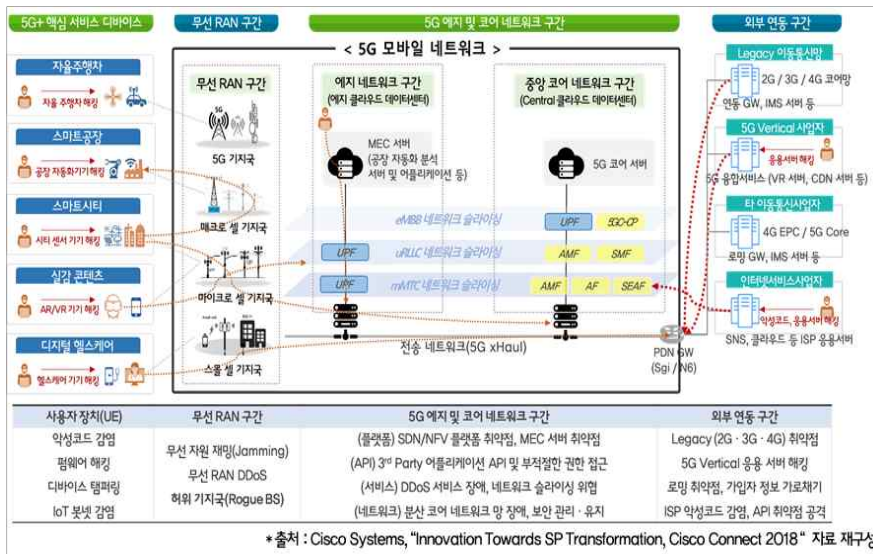 5G+ 핵심 서비스 디바이스
무선 RAN 구간
5G 에지 및 코어 네트워크 구간
외부 연동 구간
< 5G 모바일 네트워크 >
자율주행차
자율 주행차 해킹
스마트공장
공장 자동화기기 해킹
스마트시티
시티 센서 기기 해킹
실감 콘텐츠
AR/VR 기기 해킹
디지털 헬스케어
헬스케어 기기 해킹
무선 RAN 구간
5G
5G 기지국
매크로 셀 기지국
마이크로 셀 기지국
스몰 셀 기지국
에지 네트워크 구간
(에지 클라우드 데이터센터)
MEC 서버
(공장 자동화 분석
서버 및 어플리케이션 등)
중앙 코어 네트워크 구간
(Central 클라우드 데이터센터)
5G 코어 서버
eMBB 네트워크 슬라이싱
UPF
5GC-CP
UPF
uRLLC 네트워크 슬라이싱
AMF
SMF
UPF
mMTC 네트워크 슬라이싱
AMF
AF
SEAF
전송 네트워크(5G xHaul)
PDN GW
(Sgi / N6)
Legacy 이동통신망
2G / 3G / 4G 코어망
연동 GW, IMS 서버 등
5G Vertical 사업자
응용서버 해킹
5G 융합서비스 (VR 서버, CDN 서버 등)
타 이동통신사업자
4G EPC / 5G Core
로밍 GW, IMS 서버 등
인터넷서비스사업자
악성코드, 응용서버 해킹
SNS, 클라우드 등 ISP 응용서버
사용자 장치(UE)
악성코드 감염
펌웨어 해킹
디바이스 탬퍼링
IoT 봇넷 감염
무선 RAN 구간
무선 자원 재밍(Jamming)
무선 RAN DDoS
허위 기지국(Rogue BS)
5G 에지 및 코어 네트워크 구간
(플랫폼) SDN/NFV 플랫폼 취약점, MEC 서버 취약점
(API) 3rd Party 어플리케이션 API 및 부적절한 권한 접근
(서비스) DDoS 서비스 장애, 네트워크 슬라이싱 위협
(네트워크) 분산 코어 네트워크 망 장애, 보안 관리 · 유지
외부 연동 구간
Legacy (2G · 3G · 4G) 취약점
5G Vertical 응용 서버 해킹
로밍 취약점, 가입자 정보 가로채기
ISP 악성코드 감염, API 취약점 공격
*출처 : Cisco Systems, "Innovation Towards SP Transformation, Cisco Connect 2018" 자료 재구성